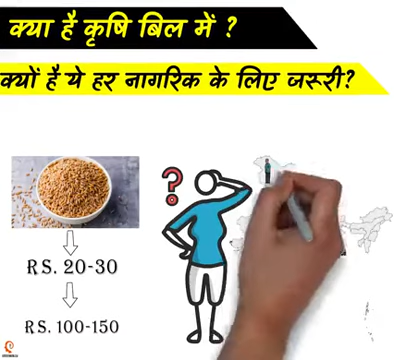 क्या है कृषि बिल में ?
क्यों है ये हर नागरिक के लिए जरूरी?
?
RS. 20-30
RS. 100-150